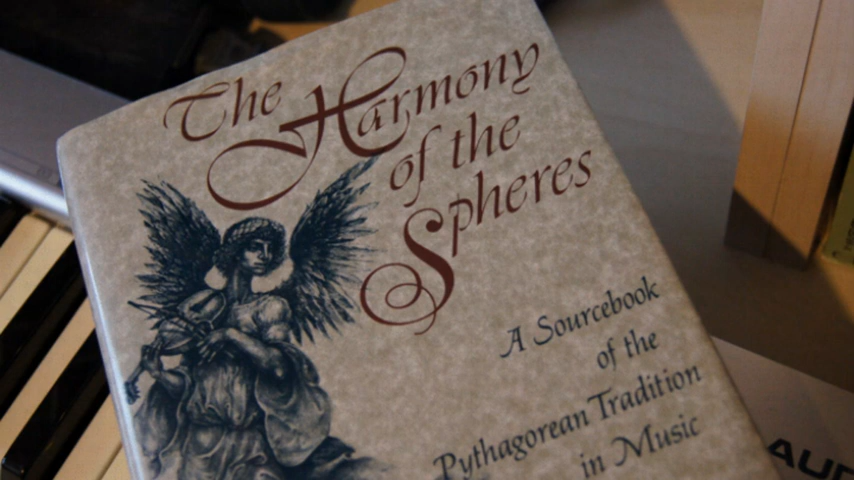 The Harmony
of the
Spheres
A Sourcebook
of the
Pythagorean Tradition
in Music